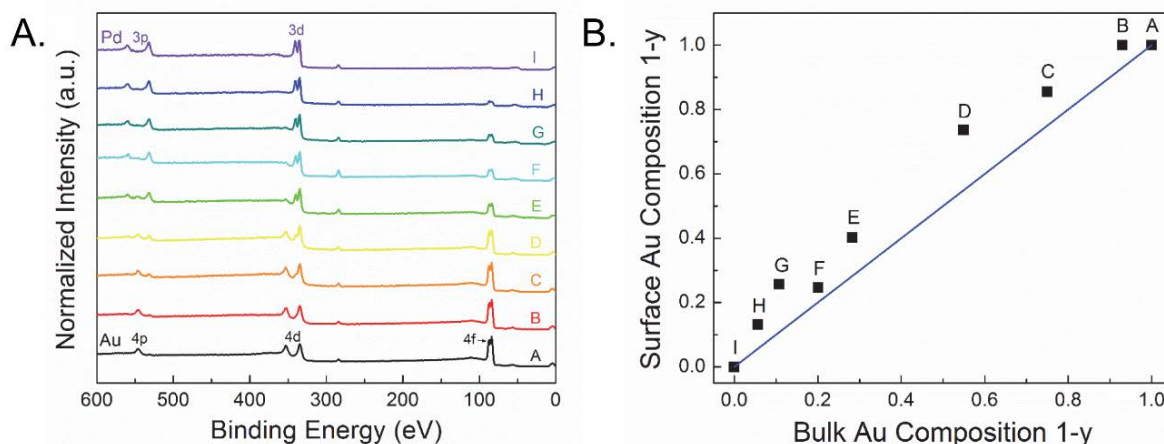 A.
Pd 3p 3d
I
H
G
F
E
D
C
B
Au 4p 4d 4f A
600 500 400 300 200 100 0
Binding Energy (eV)
Normalized Intensity (a.u.)
B.
B A
C
D
E
G F
H
I
1.0
0.8
0.6
0.4
0.2
0.0
0.0 0.2 0.4 0.6 0.8 1.0
Bulk Au Composition 1-y
Surface Au Composition 1-y